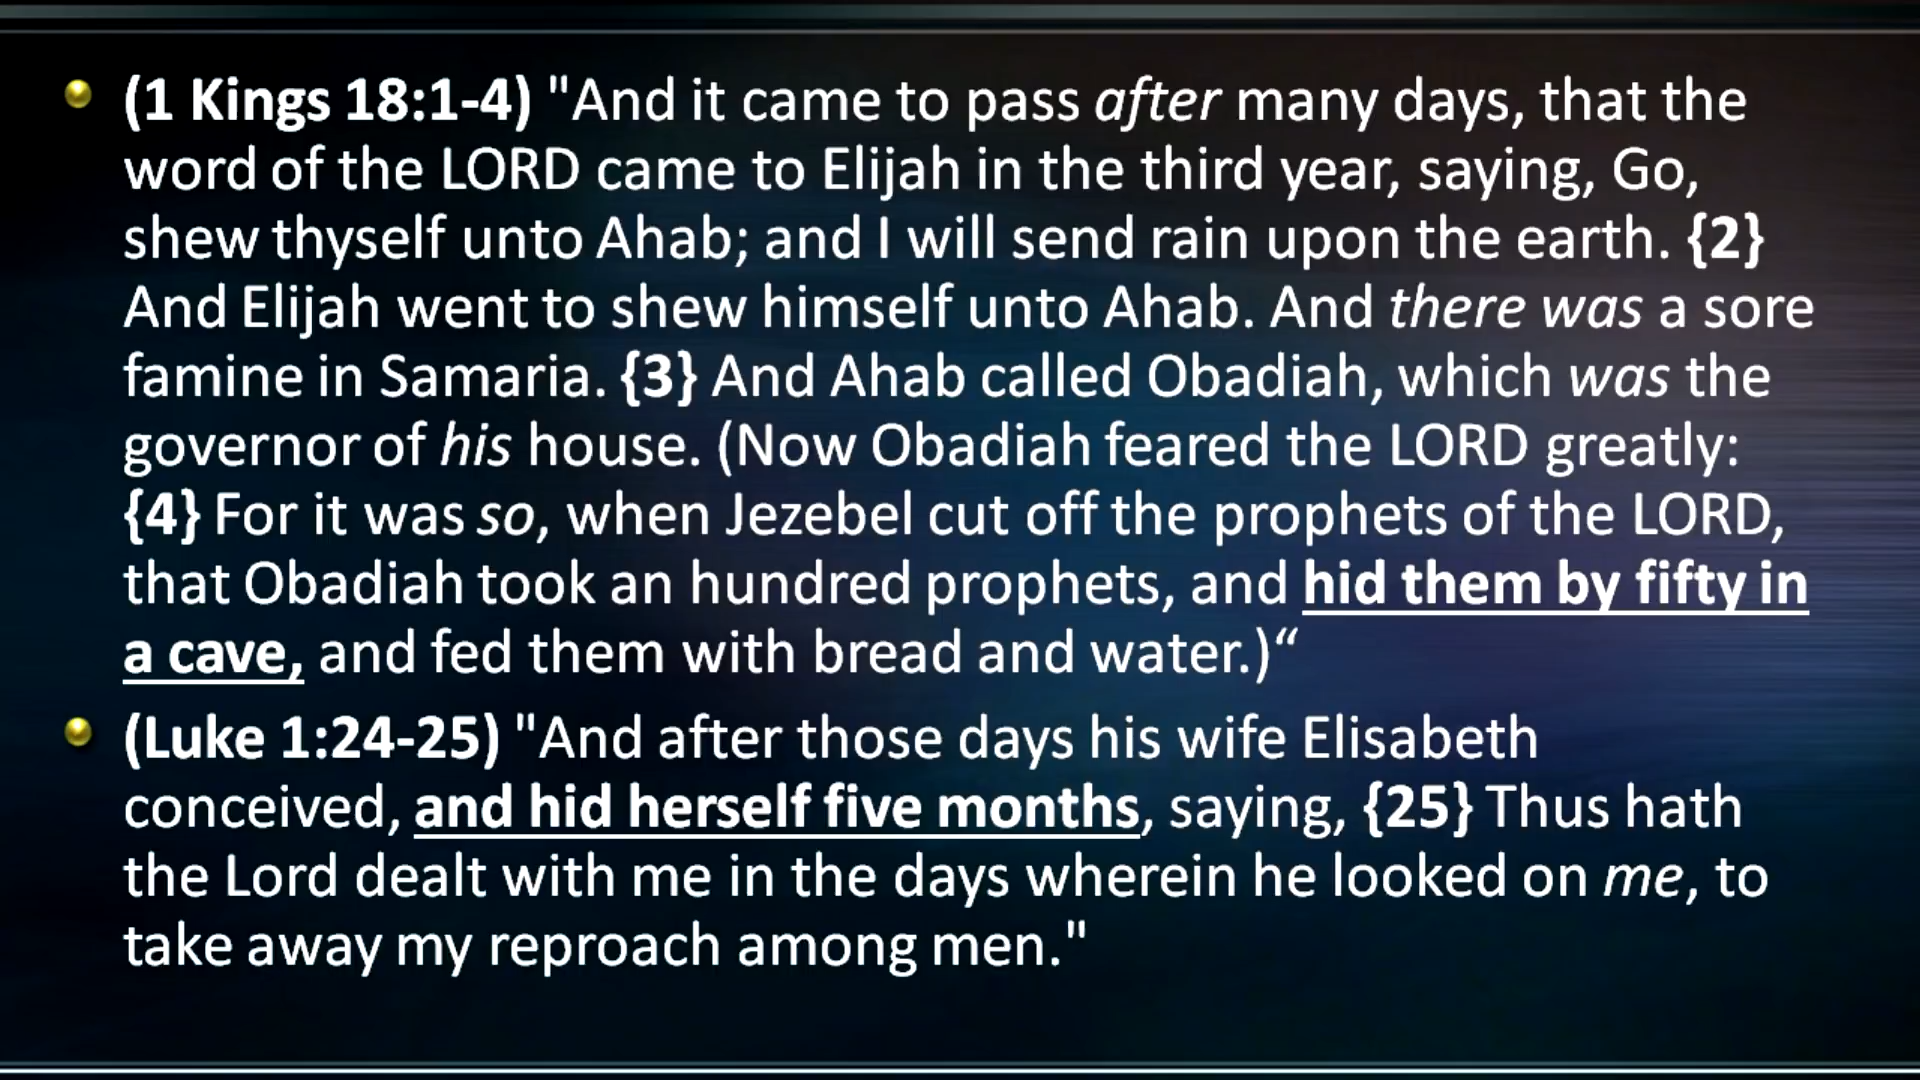 (1 Kings 18:1-4) "And it came to pass after many days, that the
word of the LORD came to Elijah in the third year, saying, Go,
shew thyself unto Ahab; and I will send rain upon the earth. {2}
And Elijah went to shew himself unto Ahab. And there was a sore
famine in Samaria. {3} And Ahab called Obadiah, which was the
governor of his house. (Now Obadiah feared the LORD greatly:
{4} For it was so, when Jezebel cut off the prophets of the LORD,
that Obadiah took an hundred prophets, and hid them by fifty in
a cave, and fed them with bread and water.)“
(Luke 1:24-25) "And after those days his wife Elisabeth
conceived, and hid herself five months, saying, {25} Thus hath
the Lord dealt with me in the days wherein he looked on me, to
take away my reproach among men."